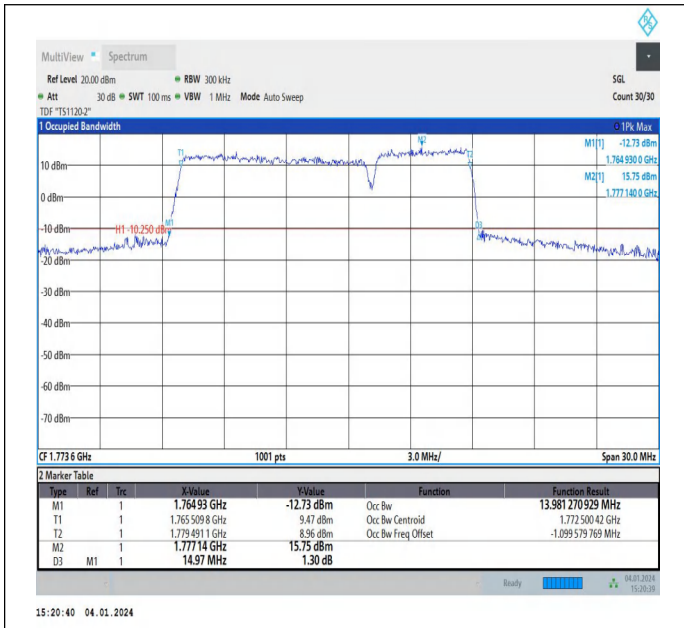 MultiView Spectrum
Ref Level 20.00 dBm RBW 300 kHz SGL
Att 30 dB SWT 100 ms VBW 1 MHz Mode Auto Sweep Count 30/30
TDF "TS1120-2"
1 Occupied Bandwidth 1Pk Max
M1[1] -12.73 dBm
1.764 930 0 GHz
M2[1] 15.75 dBm
1.777 140 0 GHz
T1 M2 T2
10 dBm
0 dBm
-10 dBm
H1 -10.250 dBm M1 D3
-20 dBm
-30 dBm
-40 dBm
-50 dBm
-60 dBm
-70 dBm
CF 1.773 6 GHz 1001 pts 3.0 MHz/ Span 30.0 MHz
2 Marker Table
Type Ref Trc X-Value Y-Value Function Function Result
M1 1 1.764 93 GHz -12.73 dBm Occ Bw 13.981 270 929 MHz
T1 1 1.765 509 8 GHz 9.47 dBm Occ Bw Centroid 1.772 500 42 GHz
T2 1 1.779 491 1 GHz 8.96 dBm Occ Bw Freq Offset -1.099 579 769 MHz
M2 1 1.777 14 GHz 15.75 dBm
D3 M1 1 14.97 MHz 1.30 dB
Ready 04.01.2024
15:20:39
15:20:40 04.01.2024